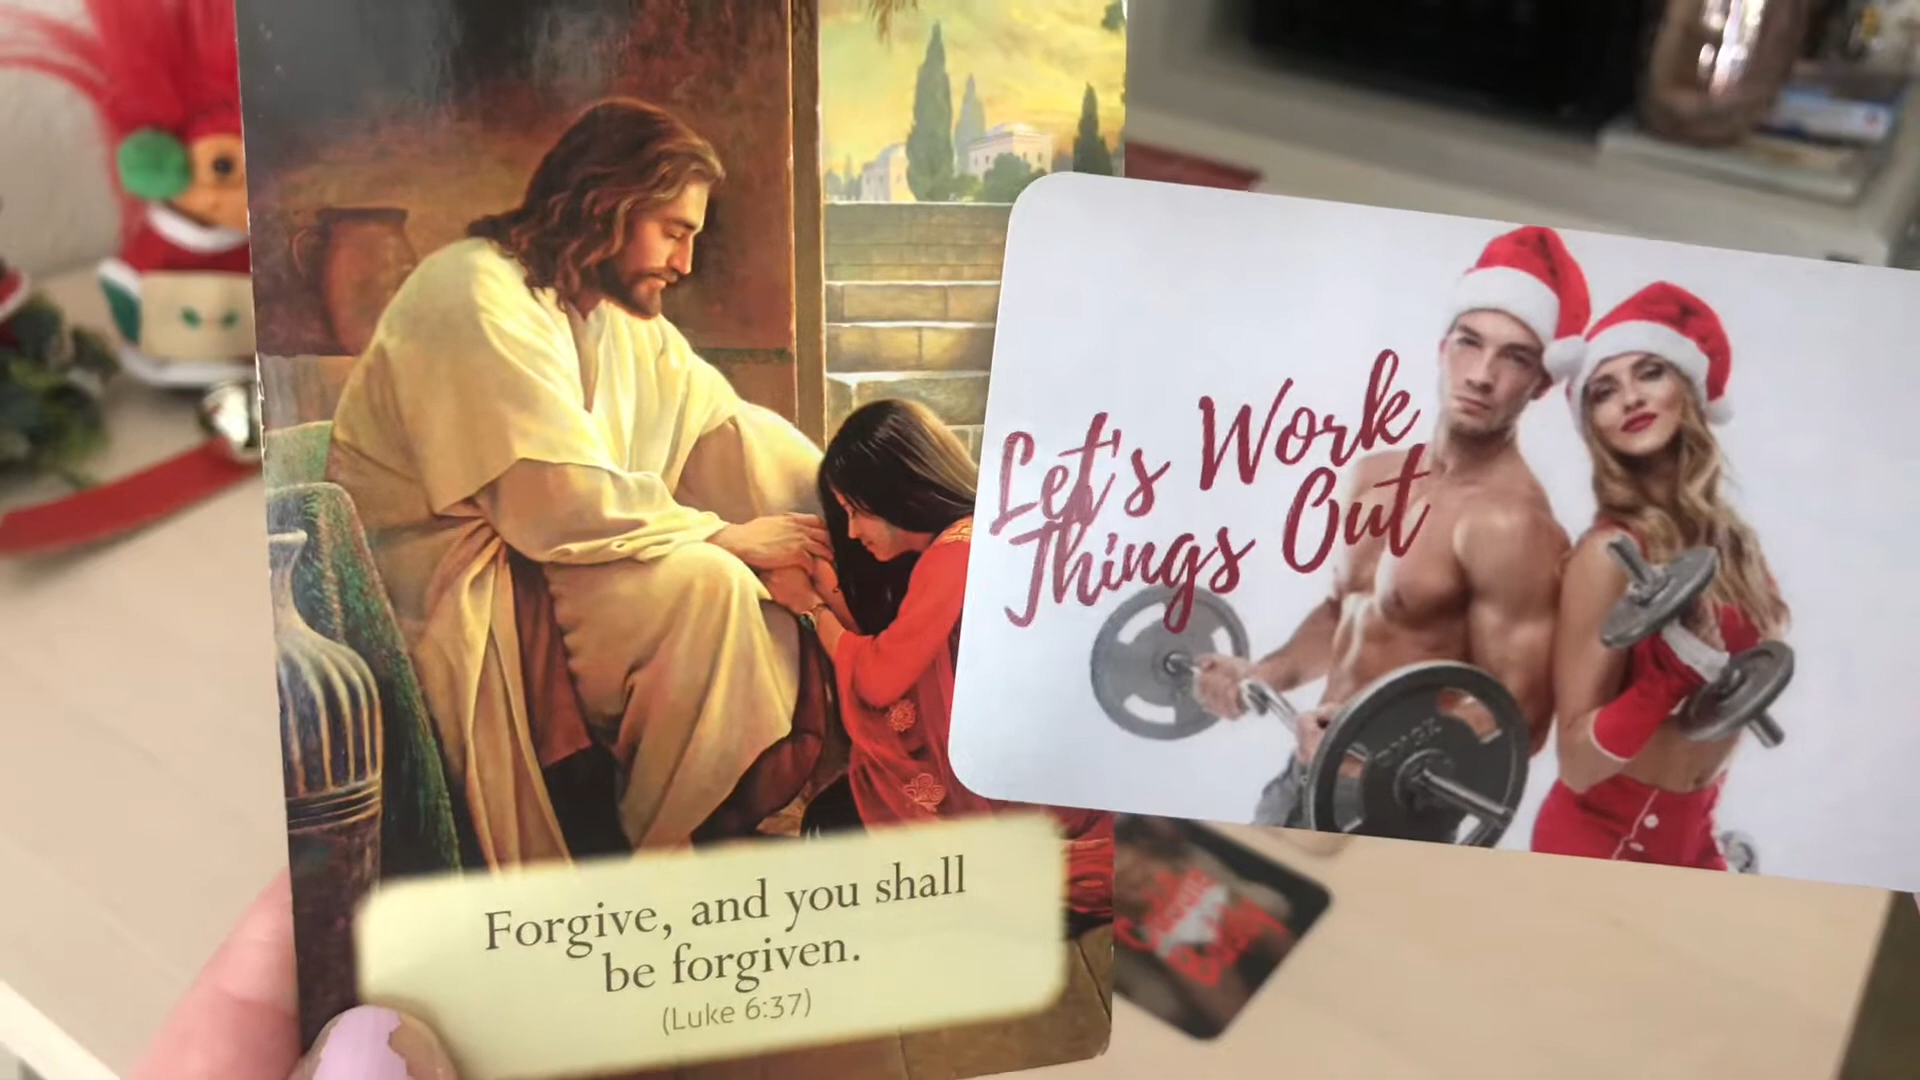 Forgive, and you shall
be forgiven.
(Luke 6:37)
Let's Work
Things Out